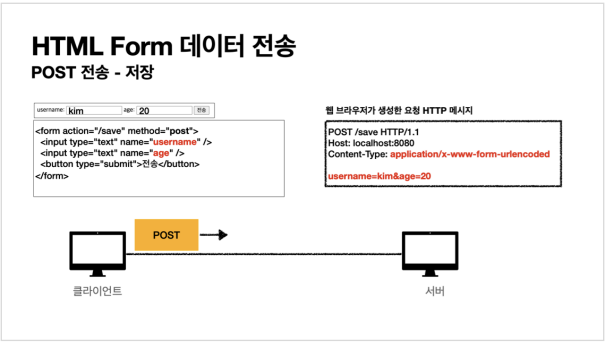 HTML Form 데이터 전송
POST 전송 - 저장
username: kim age: 20 전송
<form action="/save" method="post">
<input type="text" name="username" />
<input type="text" name="age" />
<button type="submit">전송</button>
</form>
웹 브라우저가 생성한 요청 HTTP 메시지
POST /save HTTP/1.1
Host: localhost:8080
Content-Type: application/x-www-form-urlencoded
username=kim&age=20
POST
클라이언트
서버